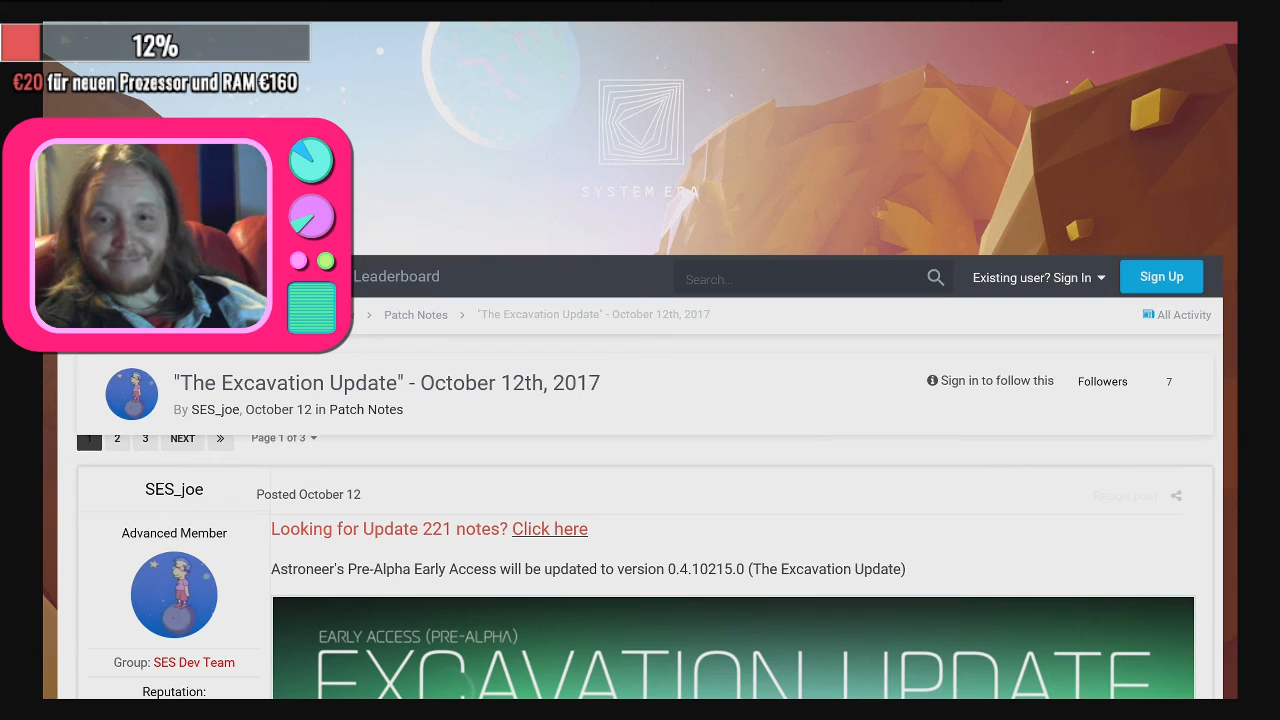 12%
€20 für neuen Prozessor und RAM €160
SYSTEM ERA
Leaderboard
Search...
Existing user? Sign In
Sign Up
Patch Notes
"The Excavation Update" - October 12th, 2017
All Activity
"The Excavation Update" - October 12th, 2017
Sign in to follow this
Followers
7
By SES_joe, October 12 in Patch Notes
1 2 3 NEXT
Page 1 of 3
SES_joe
Posted October 12
Report post
Looking for Update 221 notes? Click here
Advanced Member
Astroneer's Pre-Alpha Early Access will be updated to version 0.4.10215.0 (The Excavation Update)
EARLY ACCESS (PRE-ALPHA)
EXCAVATION UPDATE
Group: SES Dev Team
Reputation: